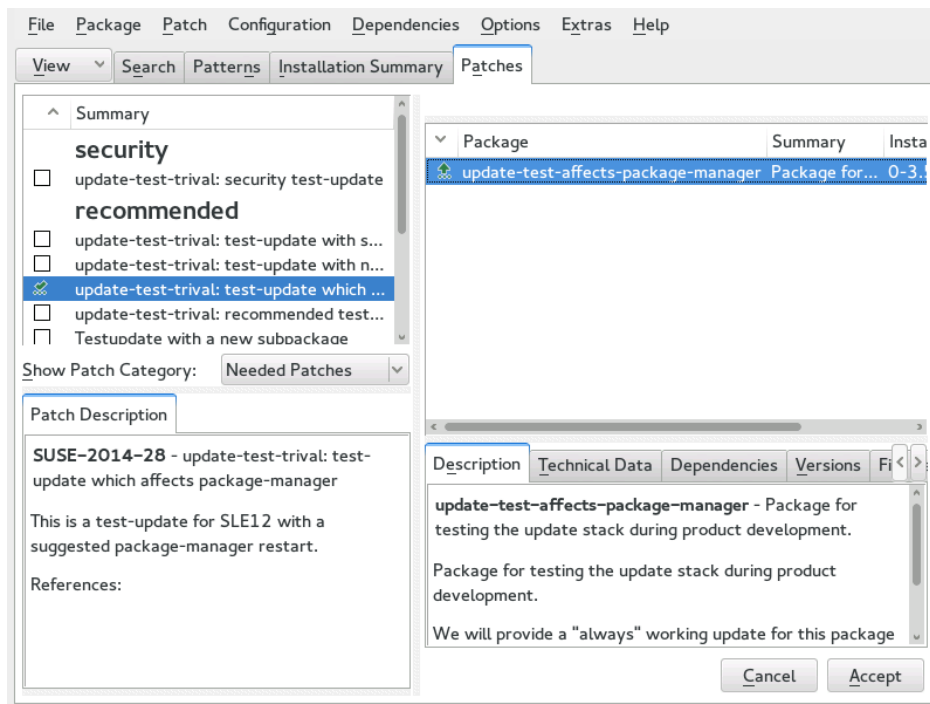 File Package Patch Configuration Dependencies Options Extras Help
View Search Patterns Installation Summary Patches
Summary
security
update-test-trival: security test-update
recommended
update-test-trival: test-update with s...
update-test-trival: test-update with n...
update-test-trival: test-update which ...
update-test-trival: recommended test...
Testupdate with a new subpackage
Show Patch Category: Needed Patches
Patch Description
SUSE-2014-28 - update-test-trival: test-
update which affects package-manager
This is a test-update for SLE12 with a
suggested package-manager restart.
References:
Package Summary Insta
update-test-affects-package-manager Package for... 0-3.5
Description Technical Data Dependencies Versions Fi
update-test-affects-package-manager - Package for
testing the update stack during product development.
Package for testing the update stack during product
development.
We will provide a "always" working update for this package
Cancel Accept